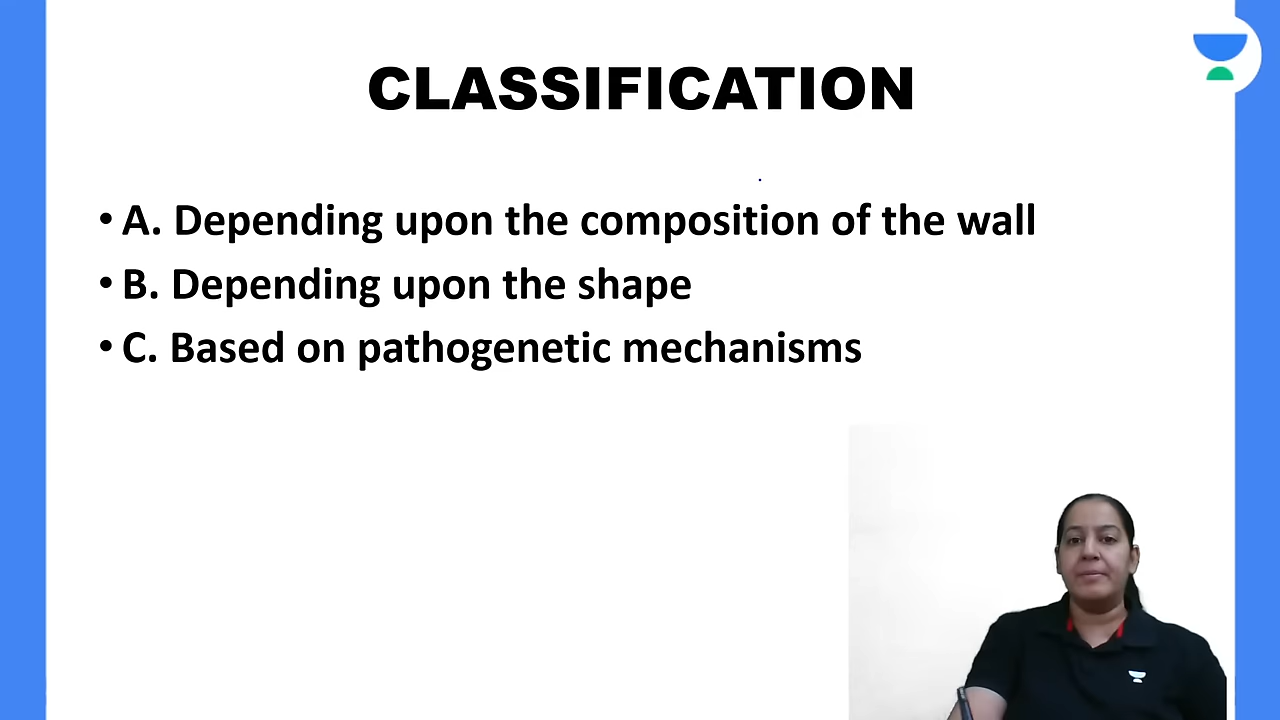 CLASSIFICATION
• A. Depending upon the composition of the wall
• B. Depending upon the shape
• C. Based on pathogenetic mechanisms